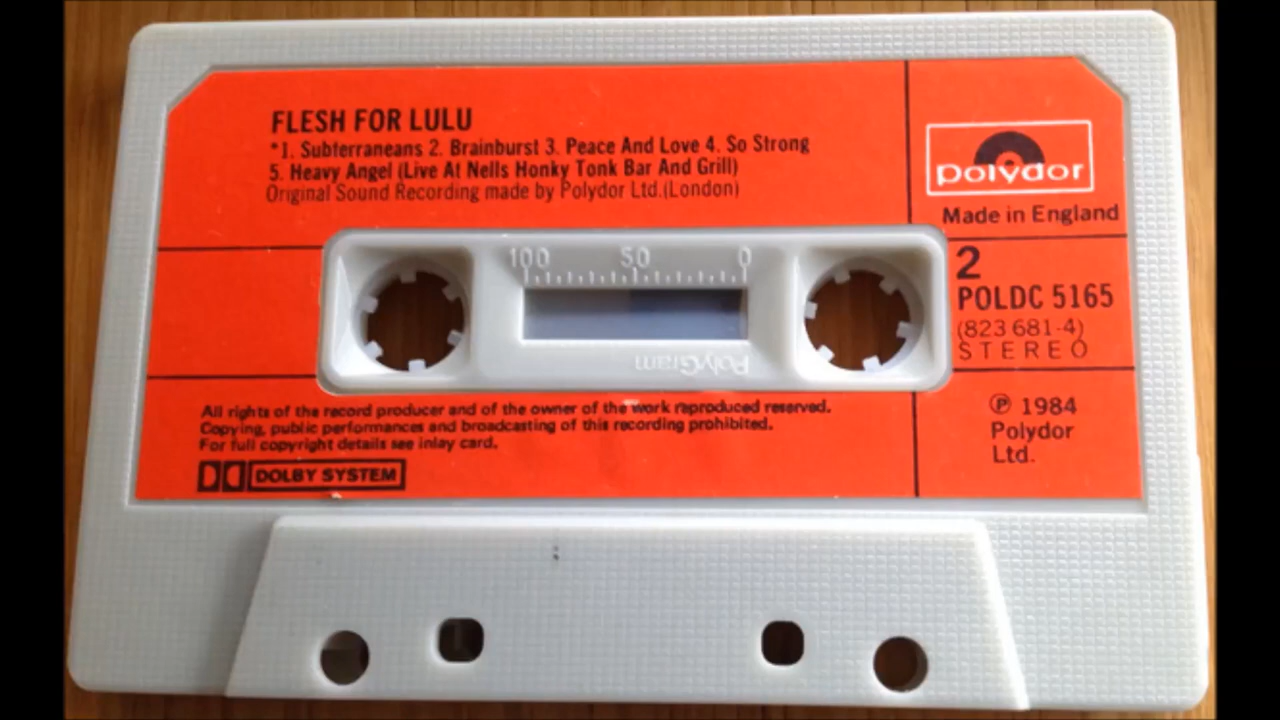 FLESH FOR LULU
*1. Subterraneans 2. Brainburst 3. Peace And Love 4. So Strong
5. Heavy Angel (Live At Nells Honky Tonk Bar And Grill)
Original Sound Recording made by Polydor Ltd.(London)
polydor
Made in England
100 50 0
PolyGram
2
POLDC 5165
(823 681-4)
STEREO
All rights of the record producer and of the owner of the work reproduced reserved.
Copying, public performances and broadcasting of this recording prohibited.
For full copyright details see inlay card.
DOLBY SYSTEM
℗ 1984
Polydor
Ltd.